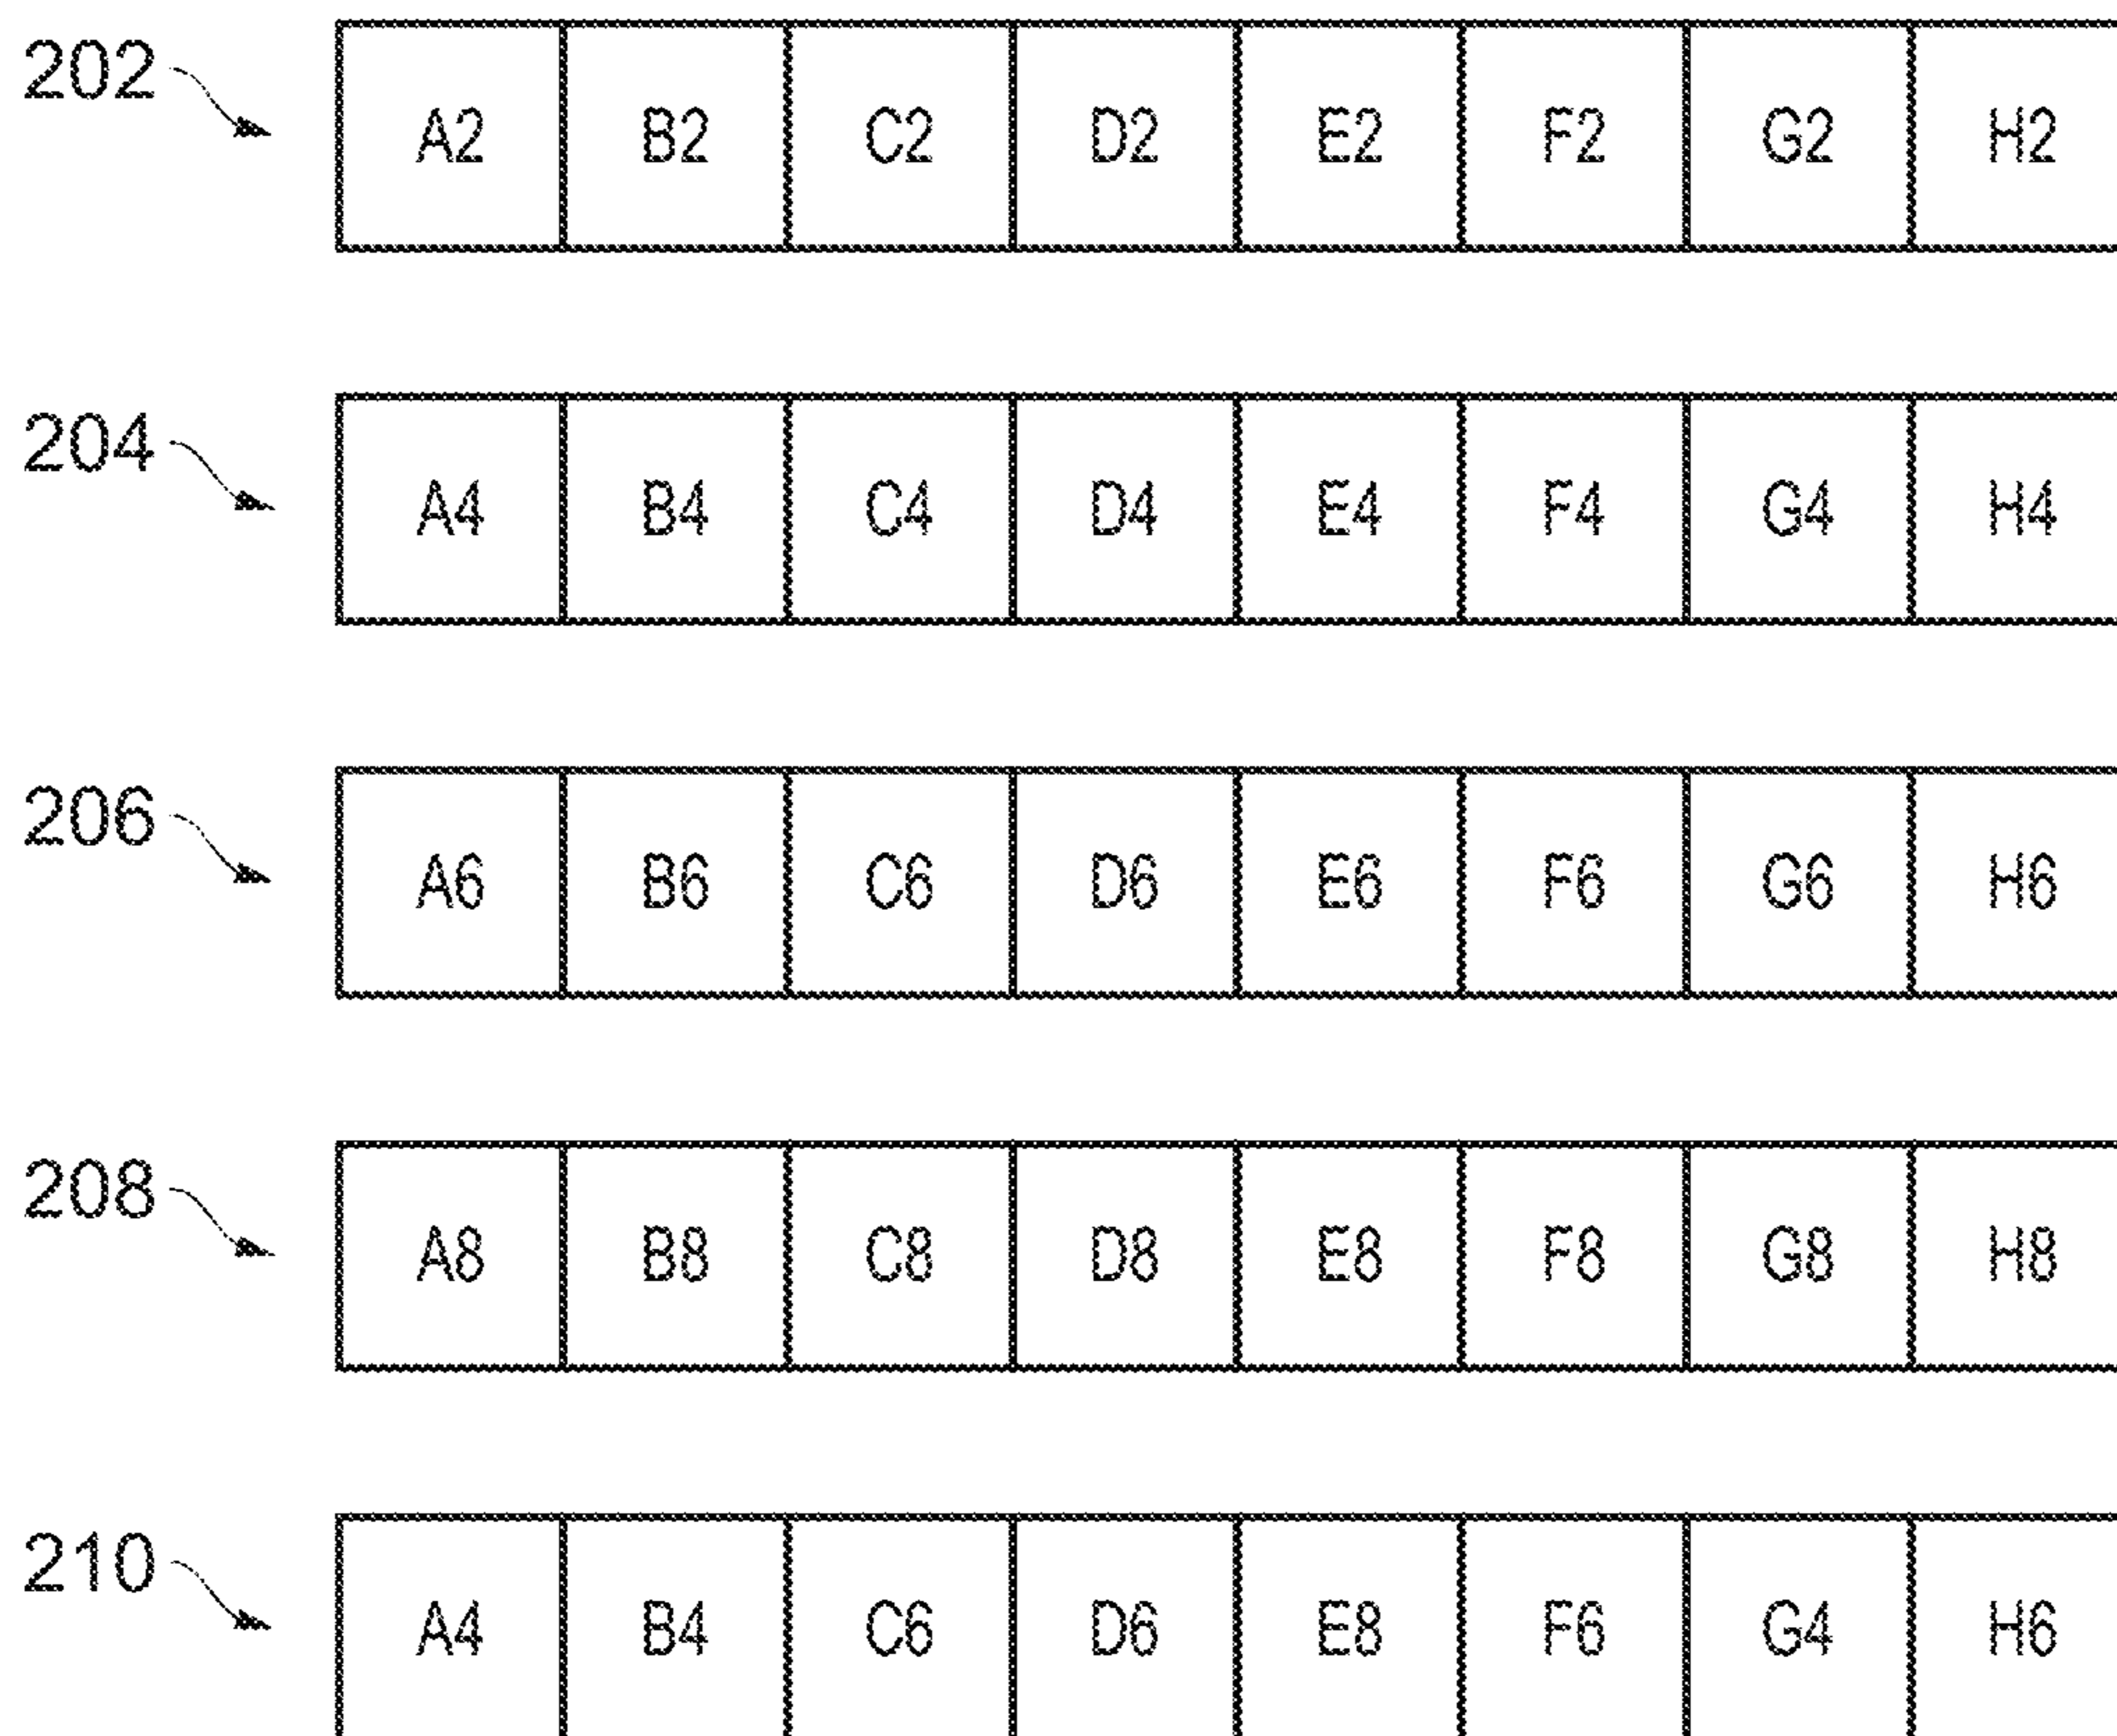 202 A2 B2 C2 D2 E2 F2 G2 H2
204 A4 B4 C4 D4 E4 F4 G4 H4
206 A6 B6 C6 D6 E6 F6 G6 H6
208 A8 B8 C8 D8 E8 F8 G8 H8
210 A4 B4 C6 D6 E8 F6 G4 H6